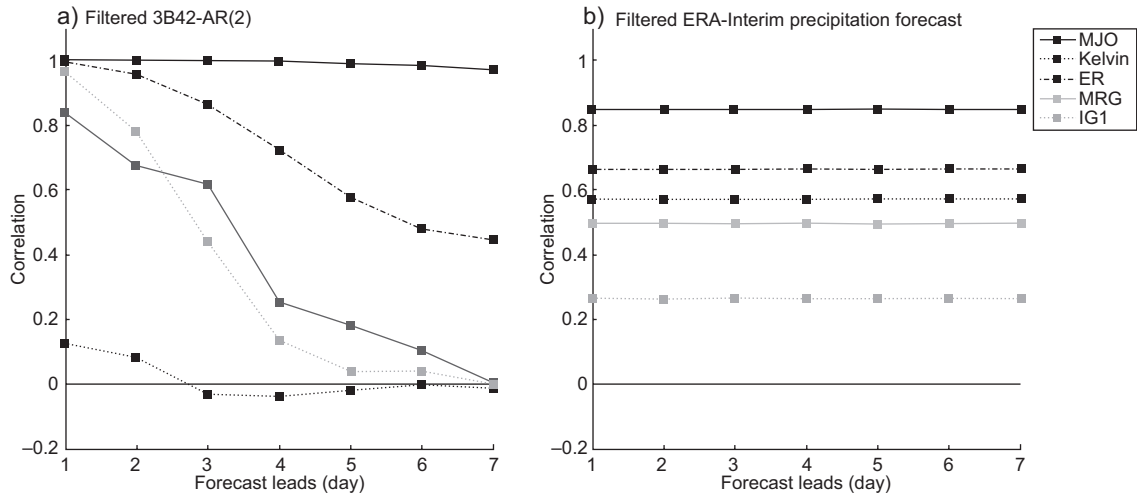 a) Filtered 3B42-AR(2)
1
0.8
0.6
0.4
0.2
0
–0.2
Correlation
1 2 3 4 5 6 7
Forecast leads (day)
b) Filtered ERA-Interim precipitation forecast
1
0.8
0.6
0.4
0.2
0
–0.2
Correlation
1 2 3 4 5 6 7
Forecast leads (day)
MJO
Kelvin
ER
MRG
IG1